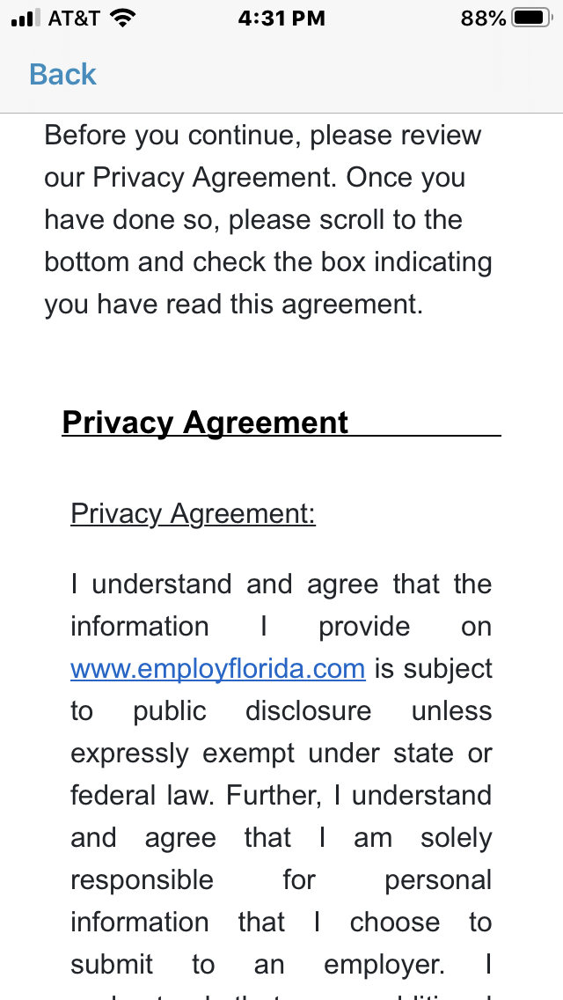 AT&T 4:31 PM 88%
Back
Before you continue, please review
our Privacy Agreement. Once you
have done so, please scroll to the
bottom and check the box indicating
you have read this agreement.
Privacy Agreement
Privacy Agreement:
I understand and agree that the
information I provide on
www.employflorida.com is subject
to public disclosure unless
expressly exempt under state or
federal law. Further, I understand
and agree that I am solely
responsible for personal
information that I choose to
submit to an employer. I